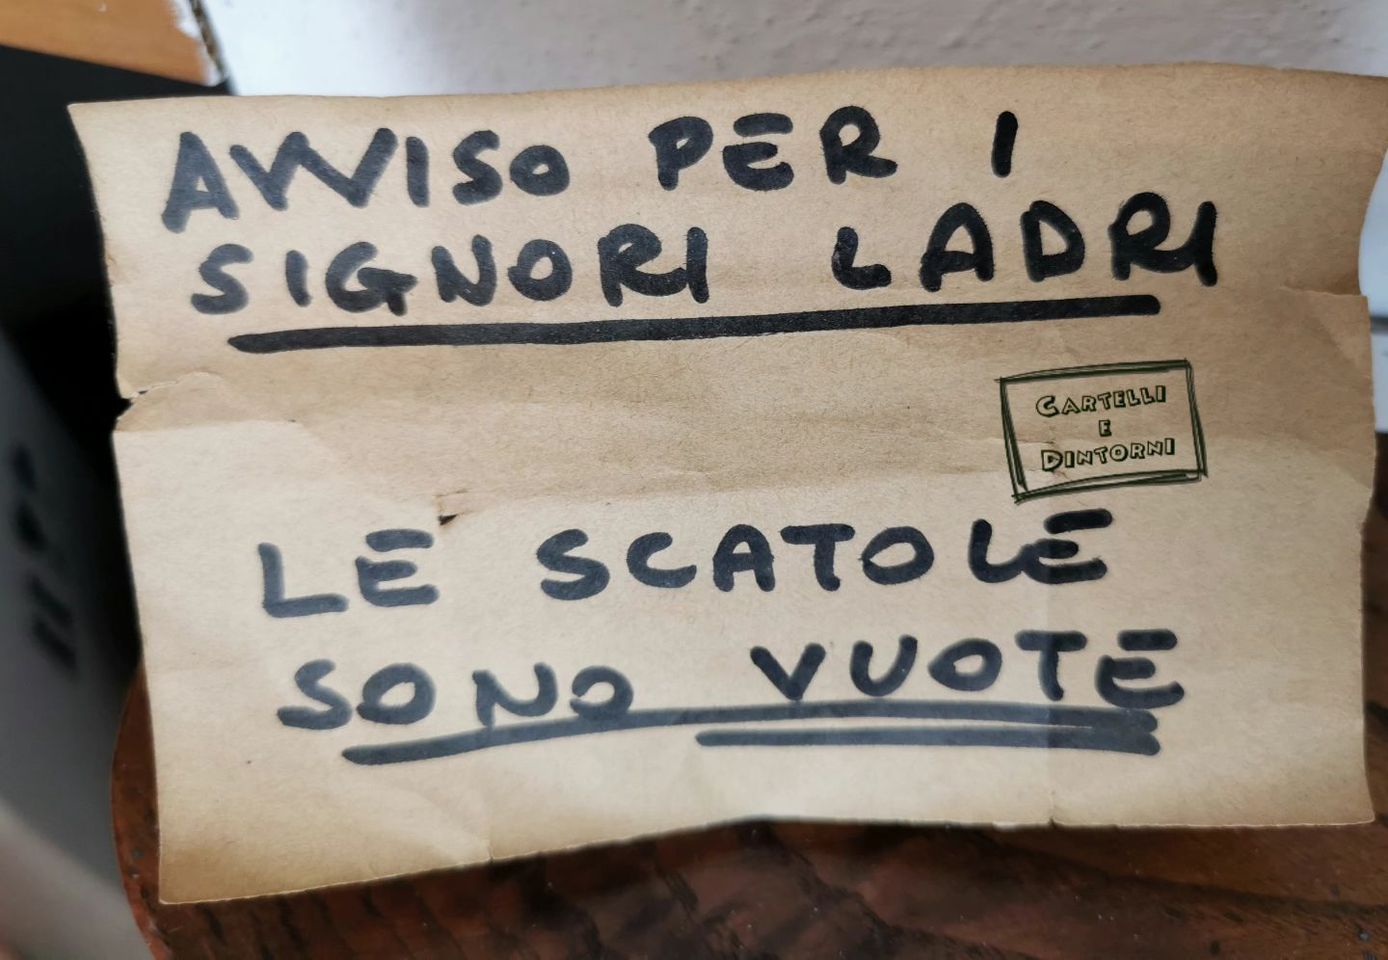 AVVISO PER I
SIGNORI LADRI
CARTELLI
E
DINTORNI
LE SCATOLE
SONO VUOTE